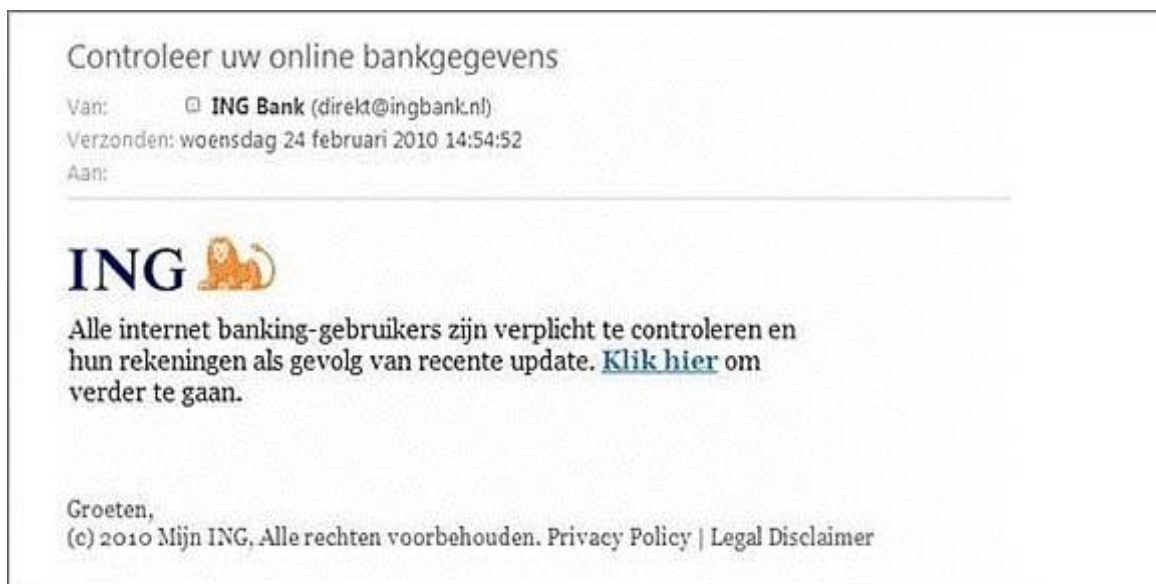 Controleer uw online bankgegevens
Van: ING Bank (direkt@ingbank.nl)
Verzonden: woensdag 24 februari 2010 14:54:52
Aan:
ING
Alle internet banking-gebruikers zijn verplicht te controleren en
hun rekeningen als gevolg van recente update. Klik hier om
verder te gaan.
Groeten,
(c) 2010 Mijn ING, Alle rechten voorbehouden. Privacy Policy | Legal Disclaimer